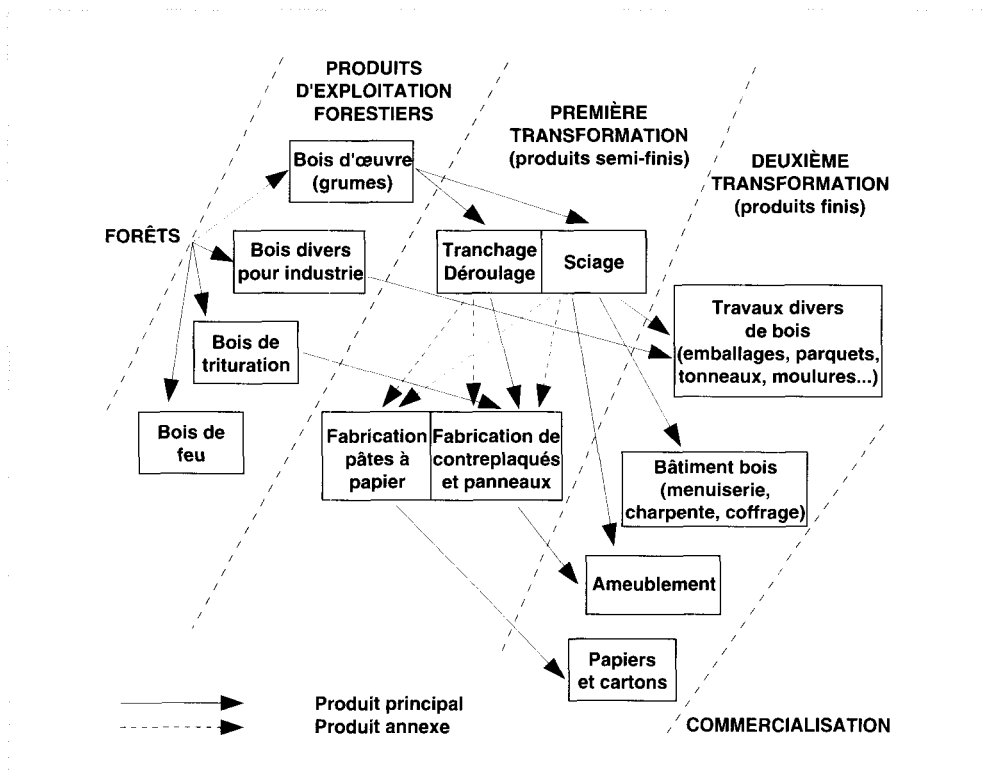 PRODUITS
D'EXPLOITATION
FORESTIERS
PREMIÈRE
TRANSFORMATION
(produits semi-finis)
DEUXIÈME
TRANSFORMATION
(produits finis)
Bois d'œuvre
(grumes)
FORÊTS
Bois divers
pour industrie
Tranchage
Déroulage
Sciage
Bois de
trituration
Travaux divers
de bois
(emballages, parquets,
tonneaux, moulures...)
Bois de
feu
Fabrication
pâtes à
papier
Fabrication de
contreplaqués
et panneaux
Bâtiment bois
(menuiserie,
charpente, coffrage)
Ameublement
Papiers
et cartons
Produit principal
Produit annexe
COMMERCIALISATION